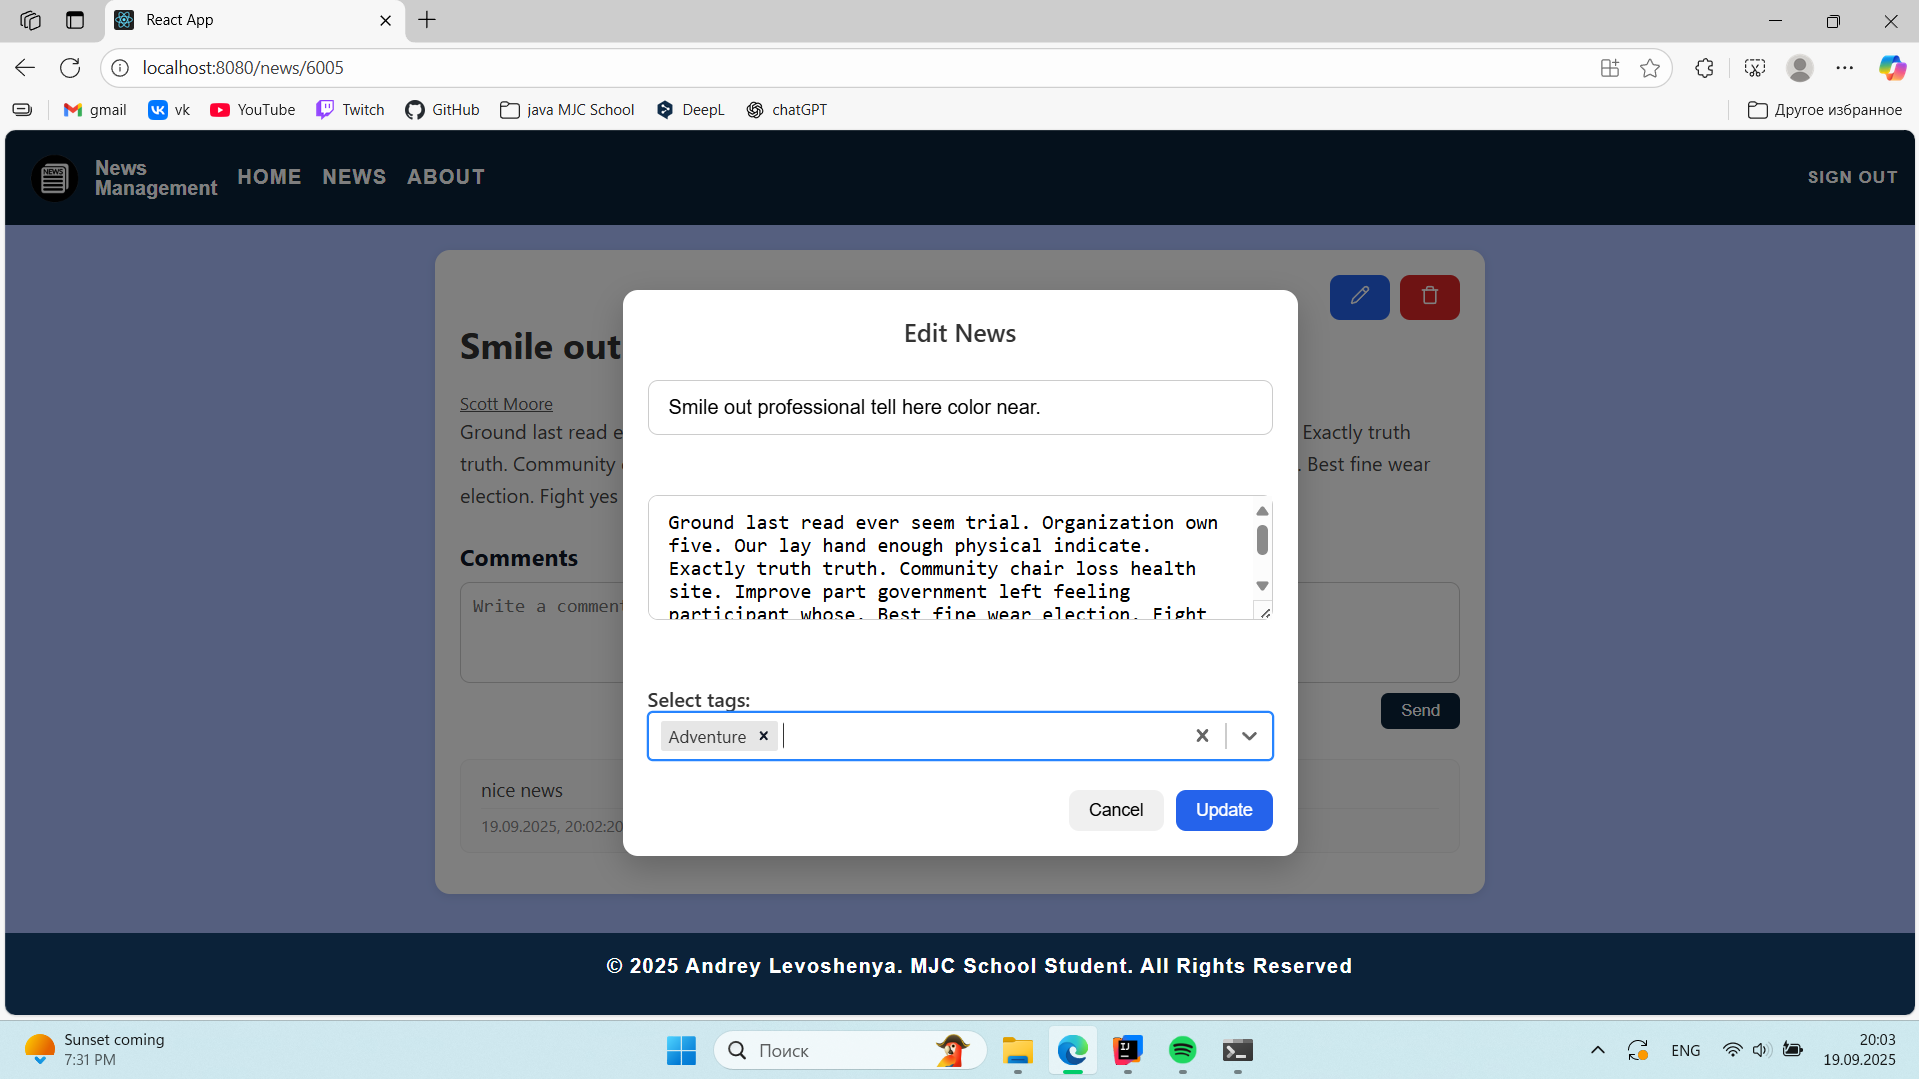 React App
localhost:8080/news/6005
gmail
vk
YouTube
Twitch
GitHub
java MJC School
DeepL
chatGPT
Другое избранное
NEWS
News
Management
HOME
NEWS
ABOUT
SIGN OUT
Smile out
Scott Moore
Ground last read e
Exactly truth
truth. Community
. Best fine wear
election. Fight yes
Comments
Write a comment
Send
nice news
19.09.2025, 20:02:20
Edit News
Smile out professional tell here color near.
Ground last read ever seem trial. Organization own
five. Our lay hand enough physical indicate.
Exactly truth truth. Community chair loss health
site. Improve part government left feeling
participant whose. Best fine wear election. Fight
Select tags:
Adventure
Cancel
Update
© 2025 Andrey Levoshenya. MJC School Student. All Rights Reserved
Sunset coming
7:31 PM
Поиск
IJ
ENG
20:03
19.09.2025